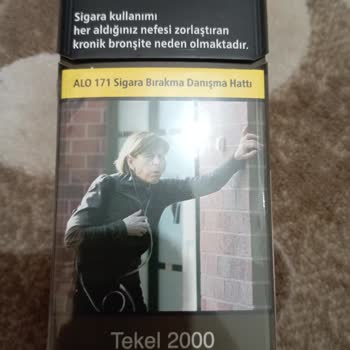 Sigara kullanımı
her aldığınız nefesi zorlaştıran
kronik bronşite neden olmaktadır.
ALO 171 Sigara Bırakma Danışma Hattı
Tekel 2000